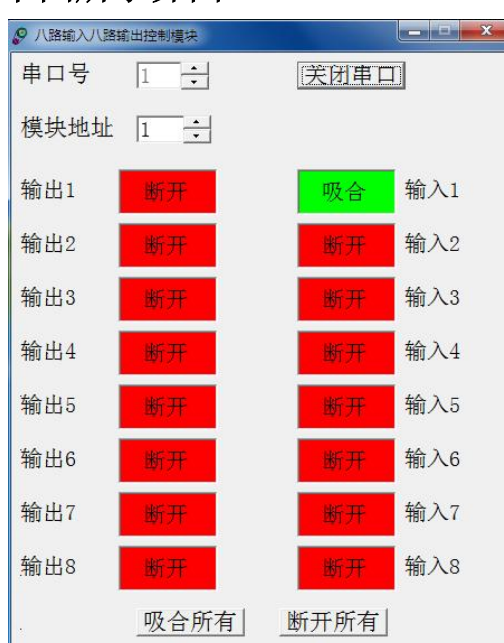 八路输入八路输出控制模块
串口号 1 关闭串口
模块地址 1
输出1 断开 吸合 输入1
输出2 断开 断开 输入2
输出3 断开 断开 输入3
输出4 断开 断开 输入4
输出5 断开 断开 输入5
输出6 断开 断开 输入6
输出7 断开 断开 输入7
输出8 断开 断开 输入8
吸合所有 断开所有